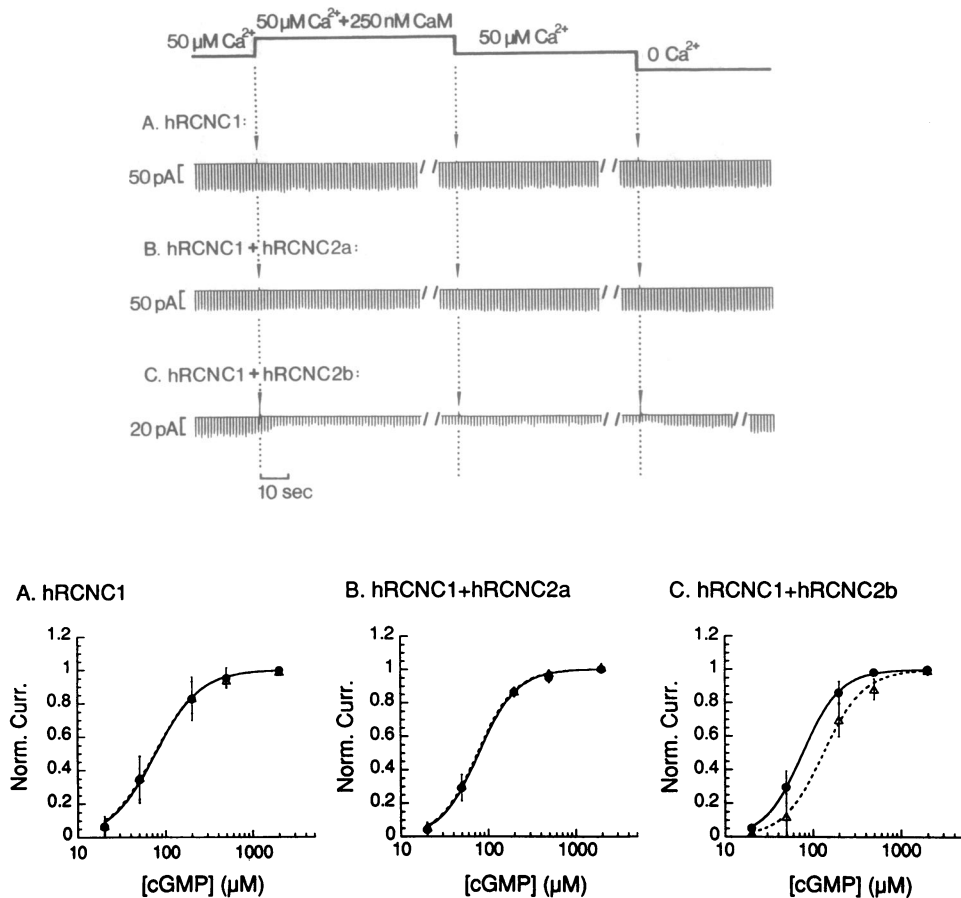 50 µM Ca²⁺
50 µM Ca²⁺+250 nM CaM
50 µM Ca²⁺
0 Ca²⁺
A. hRCNC1:
50 pA
B. hRCNC1 + hRCNC2a:
50 pA
C. hRCNC1 + hRCNC2b:
20 pA
10 sec
A. hRCNC1
B. hRCNC1+hRCNC2a
C. hRCNC1+hRCNC2b
Norm. Curr.
1.2
1
0.8
0.6
0.4
0.2
0
10 100 1000
[cGMP] (µM)
Norm. Curr.
1.2
1
0.8
0.6
0.4
0.2
0
10 100 1000
[cGMP] (µM)
Norm. Curr.
1.2
1
0.8
0.6
0.4
0.2
0
10 100 1000
[cGMP] (µM)